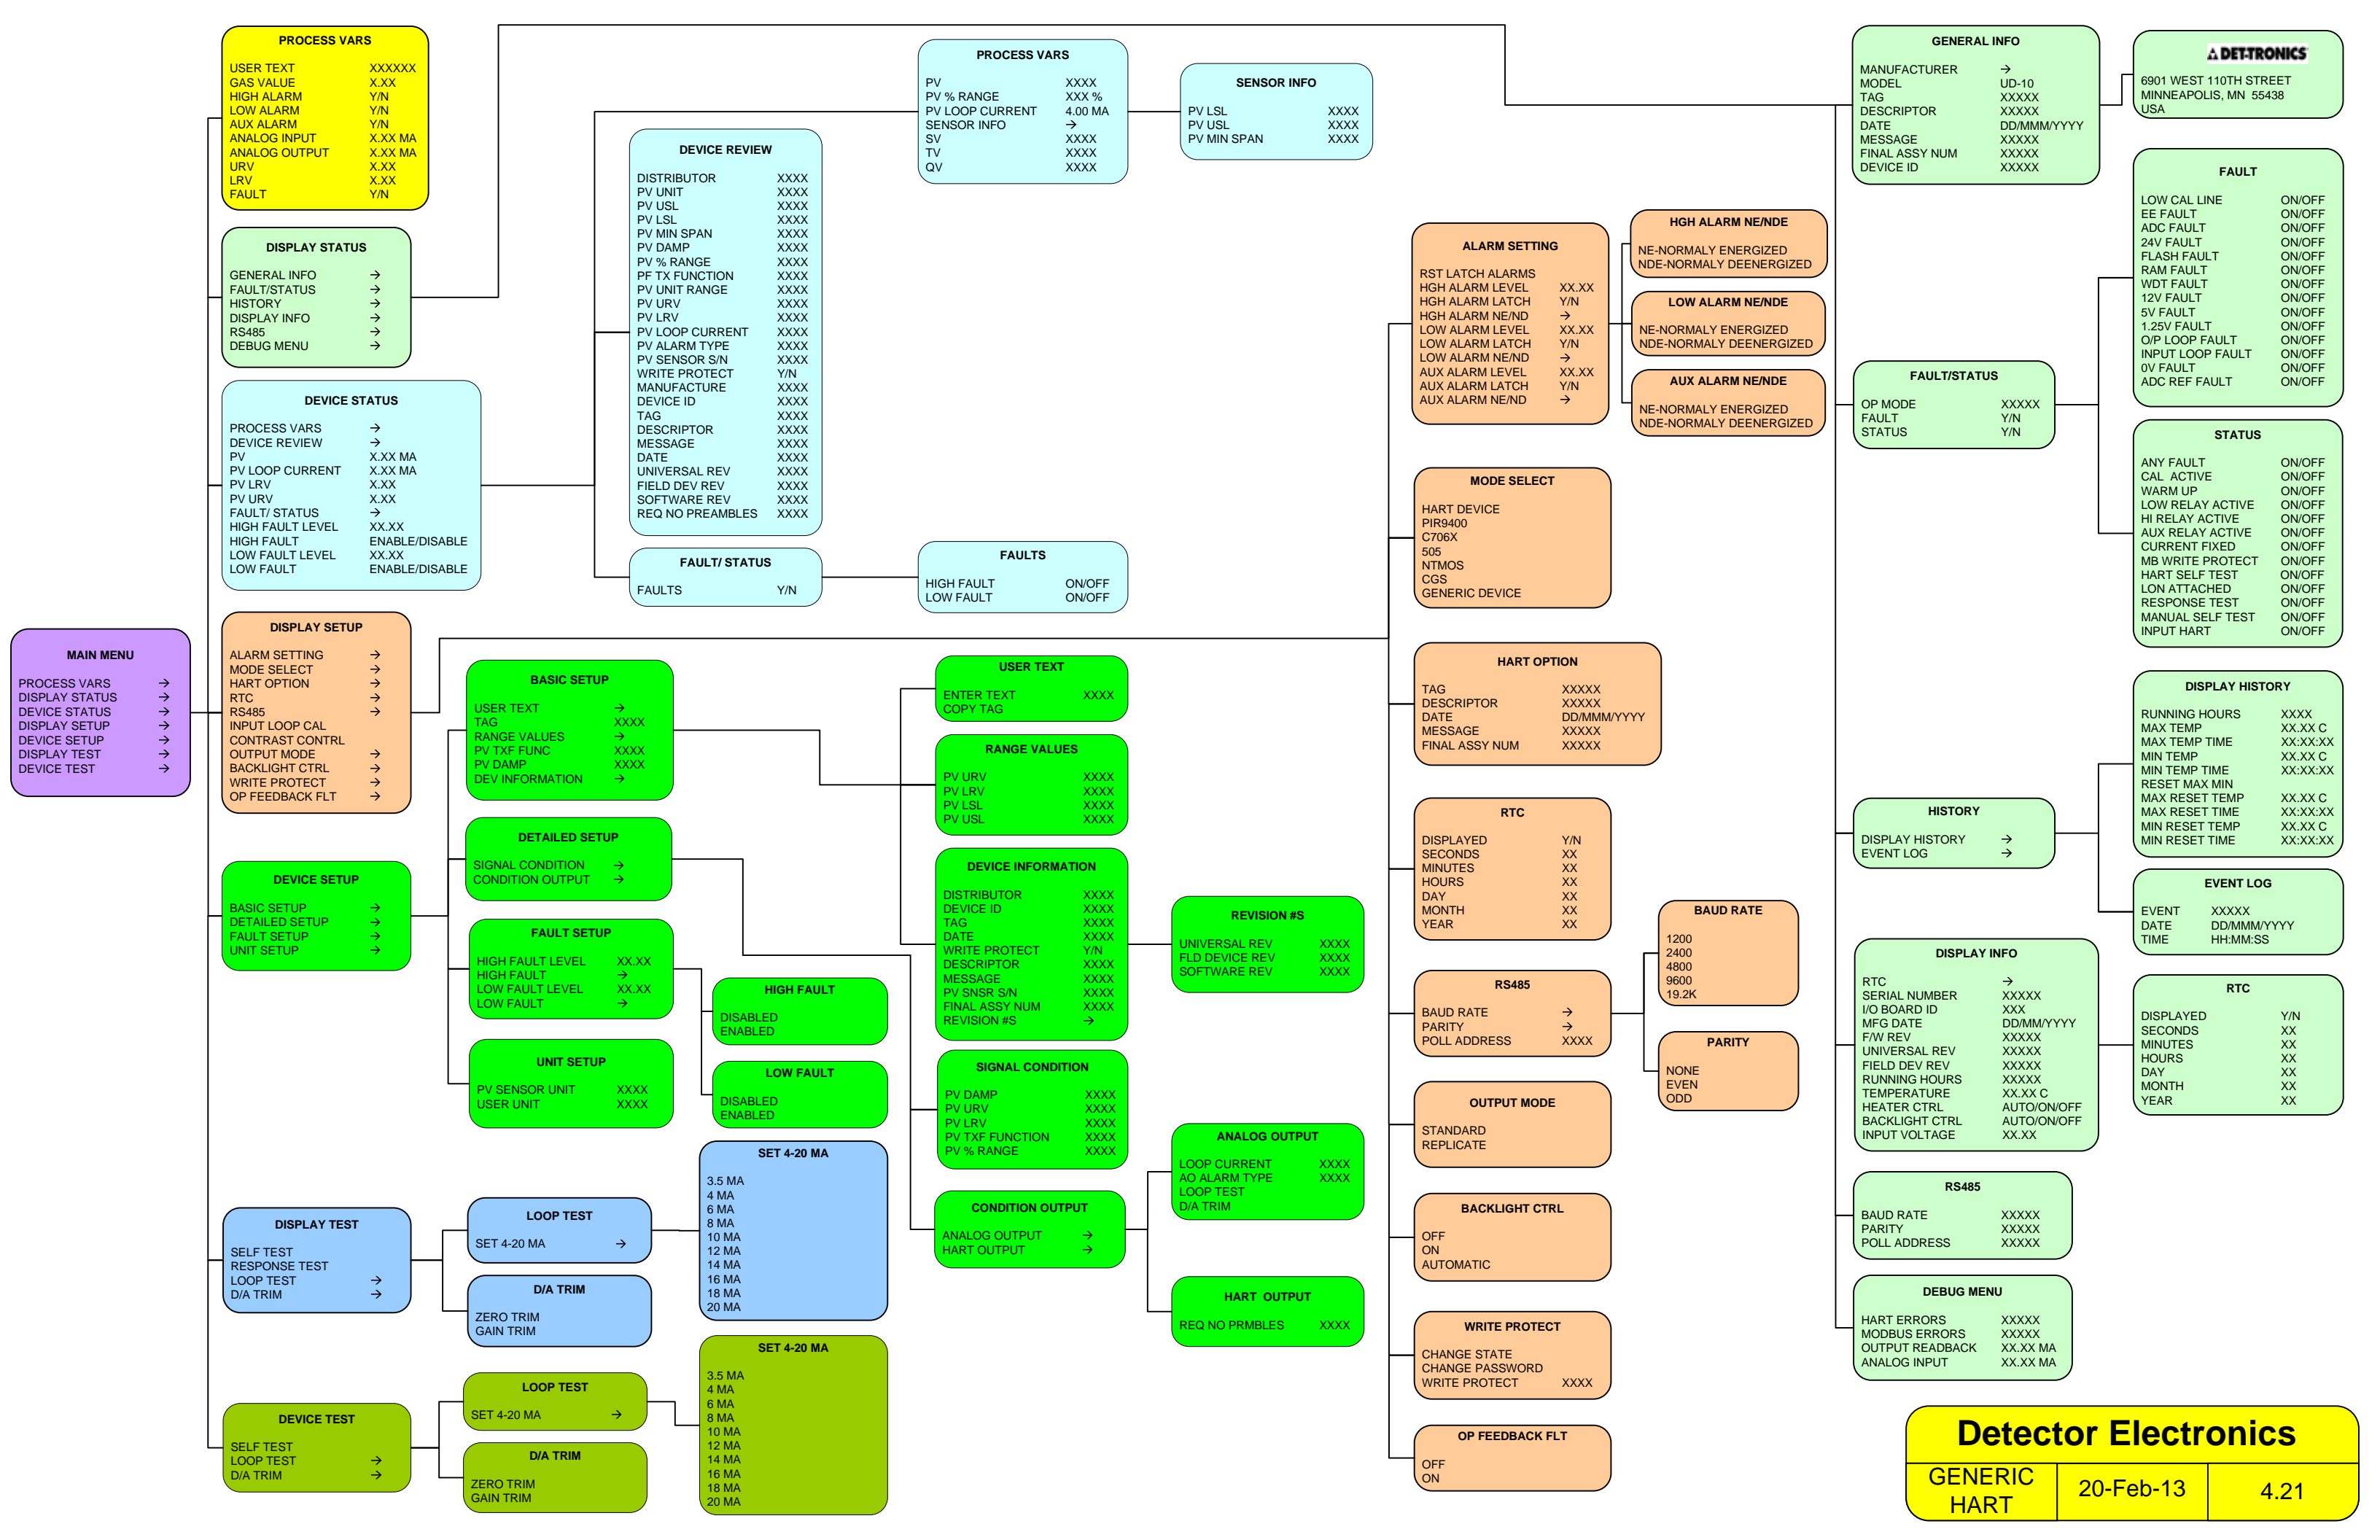 MAIN MENU
PROCESS VARS →
DISPLAY STATUS →
DEVICE STATUS →
DISPLAY SETUP →
DEVICE SETUP →
DISPLAY TEST →
DEVICE TEST →
PROCESS VARS
USER TEXT XXXXXX
GAS VALUE X.XX
HIGH ALARM Y/N
LOW ALARM Y/N
AUX ALARM Y/N
ANALOG INPUT X.XX MA
ANALOG OUTPUT X.XX MA
URV X.XX
LRV X.XX
FAULT Y/N
DISPLAY STATUS
GENERAL INFO →
FAULT/STATUS →
HISTORY →
DISPLAY INFO →
RS485 →
DEBUG MENU →
DEVICE STATUS
PROCESS VARS →
DEVICE REVIEW →
PV X.XX MA
PV LOOP CURRENT X.XX MA
PV LRV X.XX
PV URV X.XX
FAULT/ STATUS →
HIGH FAULT LEVEL XX.XX
HIGH FAULT ENABLE/DISABLE
LOW FAULT LEVEL XX.XX
LOW FAULT ENABLE/DISABLE
DISPLAY SETUP
ALARM SETTING →
MODE SELECT →
HART OPTION →
RTC →
RS485 →
INPUT LOOP CAL
CONTRAST CONTRL
OUTPUT MODE →
BACKLIGHT CTRL →
WRITE PROTECT →
OP FEEDBACK FLT →
DEVICE SETUP
BASIC SETUP →
DETAILED SETUP →
FAULT SETUP →
UNIT SETUP →
DISPLAY TEST
SELF TEST
RESPONSE TEST
LOOP TEST →
D/A TRIM →
DEVICE TEST
SELF TEST
LOOP TEST →
D/A TRIM →
DEVICE REVIEW
DISTRIBUTOR XXXX
PV UNIT XXXX
PV USL XXXX
PV LSL XXXX
PV MIN SPAN XXXX
PV DAMP XXXX
PV % RANGE XXXX
PF TX FUNCTION XXXX
PV UNIT RANGE XXXX
PV URV XXXX
PV LRV XXXX
PV LOOP CURRENT XXXX
PV ALARM TYPE XXXX
PV SENSOR S/N XXXX
WRITE PROTECT Y/N
MANUFACTURE XXXX
DEVICE ID XXXX
TAG XXXX
DESCRIPTOR XXXX
MESSAGE XXXX
DATE XXXX
UNIVERSAL REV XXXX
FIELD DEV REV XXXX
SOFTWARE REV XXXX
REQ NO PREAMBLES XXXX
FAULT/ STATUS
FAULTS Y/N
PROCESS VARS
PV XXXX
PV % RANGE XXX %
PV LOOP CURRENT 4.00 MA
SENSOR INFO →
SV XXXX
TV XXXX
QV XXXX
SENSOR INFO
PV LSL XXXX
PV USL XXXX
PV MIN SPAN XXXX
FAULTS
HIGH FAULT ON/OFF
LOW FAULT ON/OFF
BASIC SETUP
USER TEXT →
TAG XXXX
RANGE VALUES →
PV TXF FUNC XXXX
PV DAMP XXXX
DEV INFORMATION →
DETAILED SETUP
SIGNAL CONDITION →
CONDITION OUTPUT →
FAULT SETUP
HIGH FAULT LEVEL XX.XX
HIGH FAULT →
LOW FAULT LEVEL XX.XX
LOW FAULT →
UNIT SETUP
PV SENSOR UNIT XXXX
USER UNIT XXXX
HIGH FAULT
DISABLED
ENABLED
LOW FAULT
DISABLED
ENABLED
USER TEXT
ENTER TEXT XXXX
COPY TAG
RANGE VALUES
PV URV XXXX
PV LRV XXXX
PV LSL XXXX
PV USL XXXX
DEVICE INFORMATION
DISTRIBUTOR XXXX
DEVICE ID XXXX
TAG XXXX
DATE XXXX
WRITE PROTECT Y/N
DESCRIPTOR XXXX
MESSAGE XXXX
PV SNSR S/N XXXX
FINAL ASSY NUM XXXX
REVISION #S →
REVISION #S
UNIVERSAL REV XXXX
FLD DEVICE REV XXXX
SOFTWARE REV XXXX
SIGNAL CONDITION
PV DAMP XXXX
PV URV XXXX
PV LRV XXXX
PV TXF FUNCTION XXXX
PV % RANGE XXXX
CONDITION OUTPUT
ANALOG OUTPUT →
HART OUTPUT →
ANALOG OUTPUT
LOOP CURRENT XXXX
AO ALARM TYPE XXXX
LOOP TEST
D/A TRIM
HART OUTPUT
REQ NO PRMBLES XXXX
LOOP TEST
SET 4-20 MA →
D/A TRIM
ZERO TRIM
GAIN TRIM
SET 4-20 MA
3.5 MA
4 MA
6 MA
8 MA
10 MA
12 MA
14 MA
16 MA
18 MA
20 MA
LOOP TEST
SET 4-20 MA →
D/A TRIM
ZERO TRIM
GAIN TRIM
SET 4-20 MA
3.5 MA
4 MA
6 MA
8 MA
10 MA
12 MA
14 MA
16 MA
18 MA
20 MA
ALARM SETTING
RST LATCH ALARMS
HGH ALARM LEVEL XX.XX
HGH ALARM LATCH Y/N
HGH ALARM NE/ND →
LOW ALARM LEVEL XX.XX
LOW ALARM LATCH Y/N
LOW ALARM NE/ND →
AUX ALARM LEVEL XX.XX
AUX ALARM LATCH Y/N
AUX ALARM NE/ND →
HGH ALARM NE/NDE
NE-NORMALY ENERGIZED
NDE-NORMALY DEENERGIZED
LOW ALARM NE/NDE
NE-NORMALY ENERGIZED
NDE-NORMALY DEENERGIZED
AUX ALARM NE/NDE
NE-NORMALY ENERGIZED
NDE-NORMALY DEENERGIZED
MODE SELECT
HART DEVICE
PIR9400
C706X
505
NTMOS
CGS
GENERIC DEVICE
HART OPTION
TAG XXXXX
DESCRIPTOR XXXXX
DATE DD/MMM/YYYY
MESSAGE XXXXX
FINAL ASSY NUM XXXXX
RTC
DISPLAYED Y/N
SECONDS XX
MINUTES XX
HOURS XX
DAY XX
MONTH XX
YEAR XX
RS485
BAUD RATE →
PARITY →
POLL ADDRESS XXXX
BAUD RATE
1200
2400
4800
9600
19.2K
PARITY
NONE
EVEN
ODD
OUTPUT MODE
STANDARD
REPLICATE
BACKLIGHT CTRL
OFF
ON
AUTOMATIC
WRITE PROTECT
CHANGE STATE
CHANGE PASSWORD
WRITE PROTECT XXXX
OP FEEDBACK FLT
OFF
ON
GENERAL INFO
MANUFACTURER →
MODEL UD-10
TAG XXXXX
DESCRIPTOR XXXXX
DATE DD/MMM/YYYY
MESSAGE XXXXX
FINAL ASSY NUM XXXXX
DEVICE ID XXXXX
DET-TRONICS
6901 WEST 110TH STREET
MINNEAPOLIS, MN 55438
USA
FAULT/STATUS
OP MODE XXXXX
FAULT Y/N
STATUS Y/N
FAULT
LOW CAL LINE ON/OFF
EE FAULT ON/OFF
ADC FAULT ON/OFF
24V FAULT ON/OFF
FLASH FAULT ON/OFF
RAM FAULT ON/OFF
WDT FAULT ON/OFF
12V FAULT ON/OFF
5V FAULT ON/OFF
1.25V FAULT ON/OFF
O/P LOOP FAULT ON/OFF
INPUT LOOP FAULT ON/OFF
0V FAULT ON/OFF
ADC REF FAULT ON/OFF
STATUS
ANY FAULT ON/OFF
CAL ACTIVE ON/OFF
WARM UP ON/OFF
LOW RELAY ACTIVE ON/OFF
HI RELAY ACTIVE ON/OFF
AUX RELAY ACTIVE ON/OFF
CURRENT FIXED ON/OFF
MB WRITE PROTECT ON/OFF
HART SELF TEST ON/OFF
LON ATTACHED ON/OFF
RESPONSE TEST ON/OFF
MANUAL SELF TEST ON/OFF
INPUT HART ON/OFF
HISTORY
DISPLAY HISTORY →
EVENT LOG →
DISPLAY HISTORY
RUNNING HOURS XXXX
MAX TEMP XX.XX C
MAX TEMP TIME XX:XX:XX
MIN TEMP XX.XX C
MIN TEMP TIME XX:XX:XX
RESET MAX MIN
MAX RESET TEMP XX.XX C
MAX RESET TIME XX:XX:XX
MIN RESET TEMP XX.XX C
MIN RESET TIME XX:XX:XX
EVENT LOG
EVENT XXXXX
DATE DD/MMM/YYYY
TIME HH:MM:SS
DISPLAY INFO
RTC →
SERIAL NUMBER XXXXX
I/O BOARD ID XXX
MFG DATE DD/MM/YYYY
F/W REV XXXXX
UNIVERSAL REV XXXXX
FIELD DEV REV XXXXX
RUNNING HOURS XXXXX
TEMPERATURE XX.XX C
HEATER CTRL AUTO/ON/OFF
BACKLIGHT CTRL AUTO/ON/OFF
INPUT VOLTAGE XX.XX
RTC
DISPLAYED Y/N
SECONDS XX
MINUTES XX
HOURS XX
DAY XX
MONTH XX
YEAR XX
RS485
BAUD RATE XXXXX
PARITY XXXXX
POLL ADDRESS XXXXX
DEBUG MENU
HART ERRORS XXXXX
MODBUS ERRORS XXXXX
OUTPUT READBACK XX.XX MA
ANALOG INPUT XX.XX MA
Detector Electronics
GENERIC HART
20-Feb-13
4.21